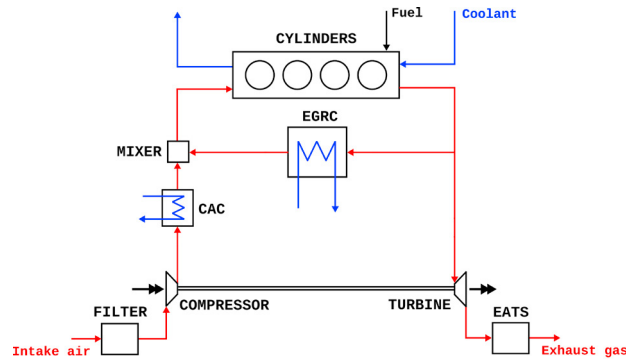 Fuel
Coolant
CYLINDERS
EGRC
MIXER
CAC
COMPRESSOR
TURBINE
FILTER
EATS
Intake air
Exhaust gas